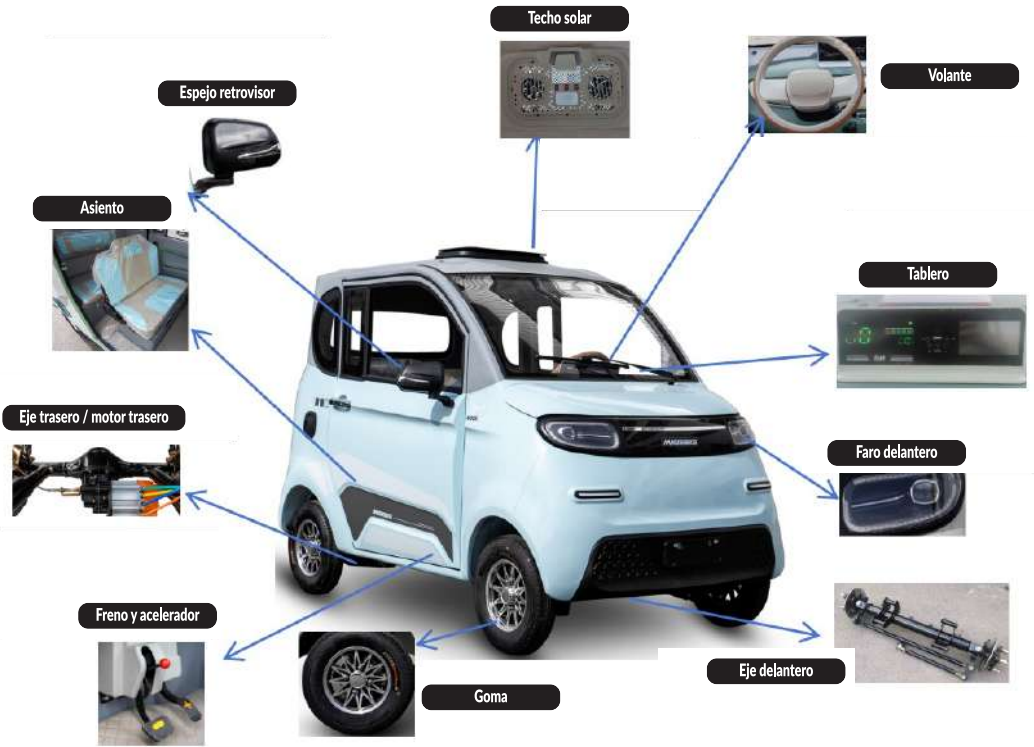 Techo solar
Volante
Espejo retrovisor
Asiento
Tablero
Eje trasero / motor trasero
Faro delantero
Freno y acelerador
Eje delantero
Goma